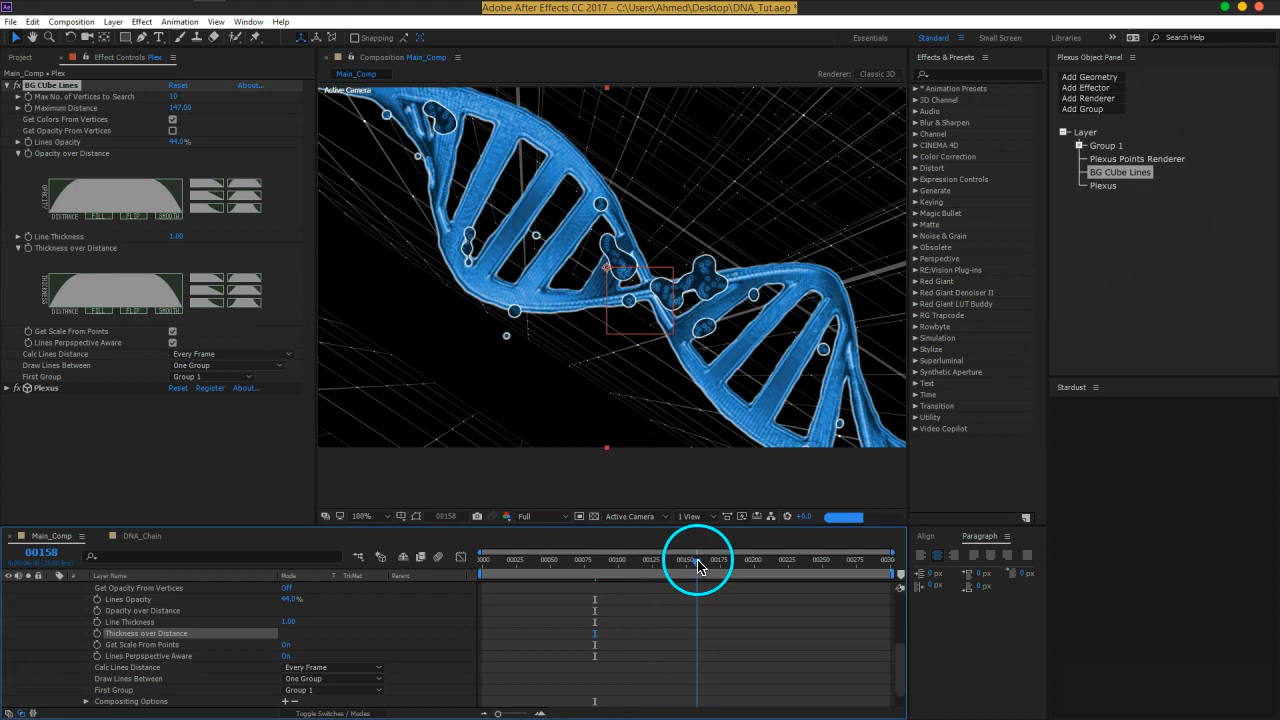 Adobe After Effects CC 2017 - C:\Users\Ahmed\Desktop\DNA_Tut.aep *
File Edit Composition Layer Effect Animation View Window Help
Snapping
Essentials Standard Small Screen Libraries Search Help
Project Effect Controls Plex
Main_Comp • Plex
fx BG CUbe Lines Reset About...
Max No. of Vertices to Search 10
Maximum Distance 147.00
Get Colors From Vertices
Get Opacity From Vertices
Lines Opacity 44.0%
Opacity over Distance
OPACITY
DISTANCE FILL FLIP SMOOTH
Line Thickness 1.00
Thickness over Distance
THICKNESS
DISTANCE FILL FLIP SMOOTH
Get Scale From Points
Lines Perpspective Aware
Calc Lines Distance Every Frame
Draw Lines Between One Group
First Group Group 1
fx Plexus Reset Register About...
Composition Main_Comp
Main_Comp
Renderer: Classic 3D
Active Camera
100% 00158 Full Active Camera 1 View +0.0
Effects & Presets
* Animation Presets
3D Channel
Audio
Blur & Sharpen
Channel
CINEMA 4D
Color Correction
Distort
Expression Controls
Generate
Keying
Magic Bullet
Matte
Noise & Grain
Obsolete
Perspective
RE:Vision Plug-ins
Red Giant
Red Giant Denoiser II
Red Giant LUT Buddy
RG Trapcode
Rowbyte
Simulation
Stylize
Superluminal
Synthetic Aperture
Text
Time
Transition
Utility
Video Copilot
Plexus Object Panel
Add Geometry
Add Effector
Add Renderer
Add Group
Layer
Group 1
Plexus Points Renderer
BG CUbe Lines
Plexus
Stardust
Main_Comp DNA_Chain
00158
# Layer Name Mode T TrkMat Parent
0000 00025 00050 00075 00100 00125 00150 00175 00200 00225 00250 00275 0030
Get Opacity From Vertices Off
Lines Opacity 44.0%
Opacity over Distance
Line Thickness 1.00
Thickness over Distance
Get Scale From Points On
Lines Perpspective Aware On
Calc Lines Distance Every Frame
Draw Lines Between One Group
First Group Group 1
Compositing Options + –
Toggle Switches / Modes
Align Paragraph
0 px 0 px 0 px
0 px 0 px